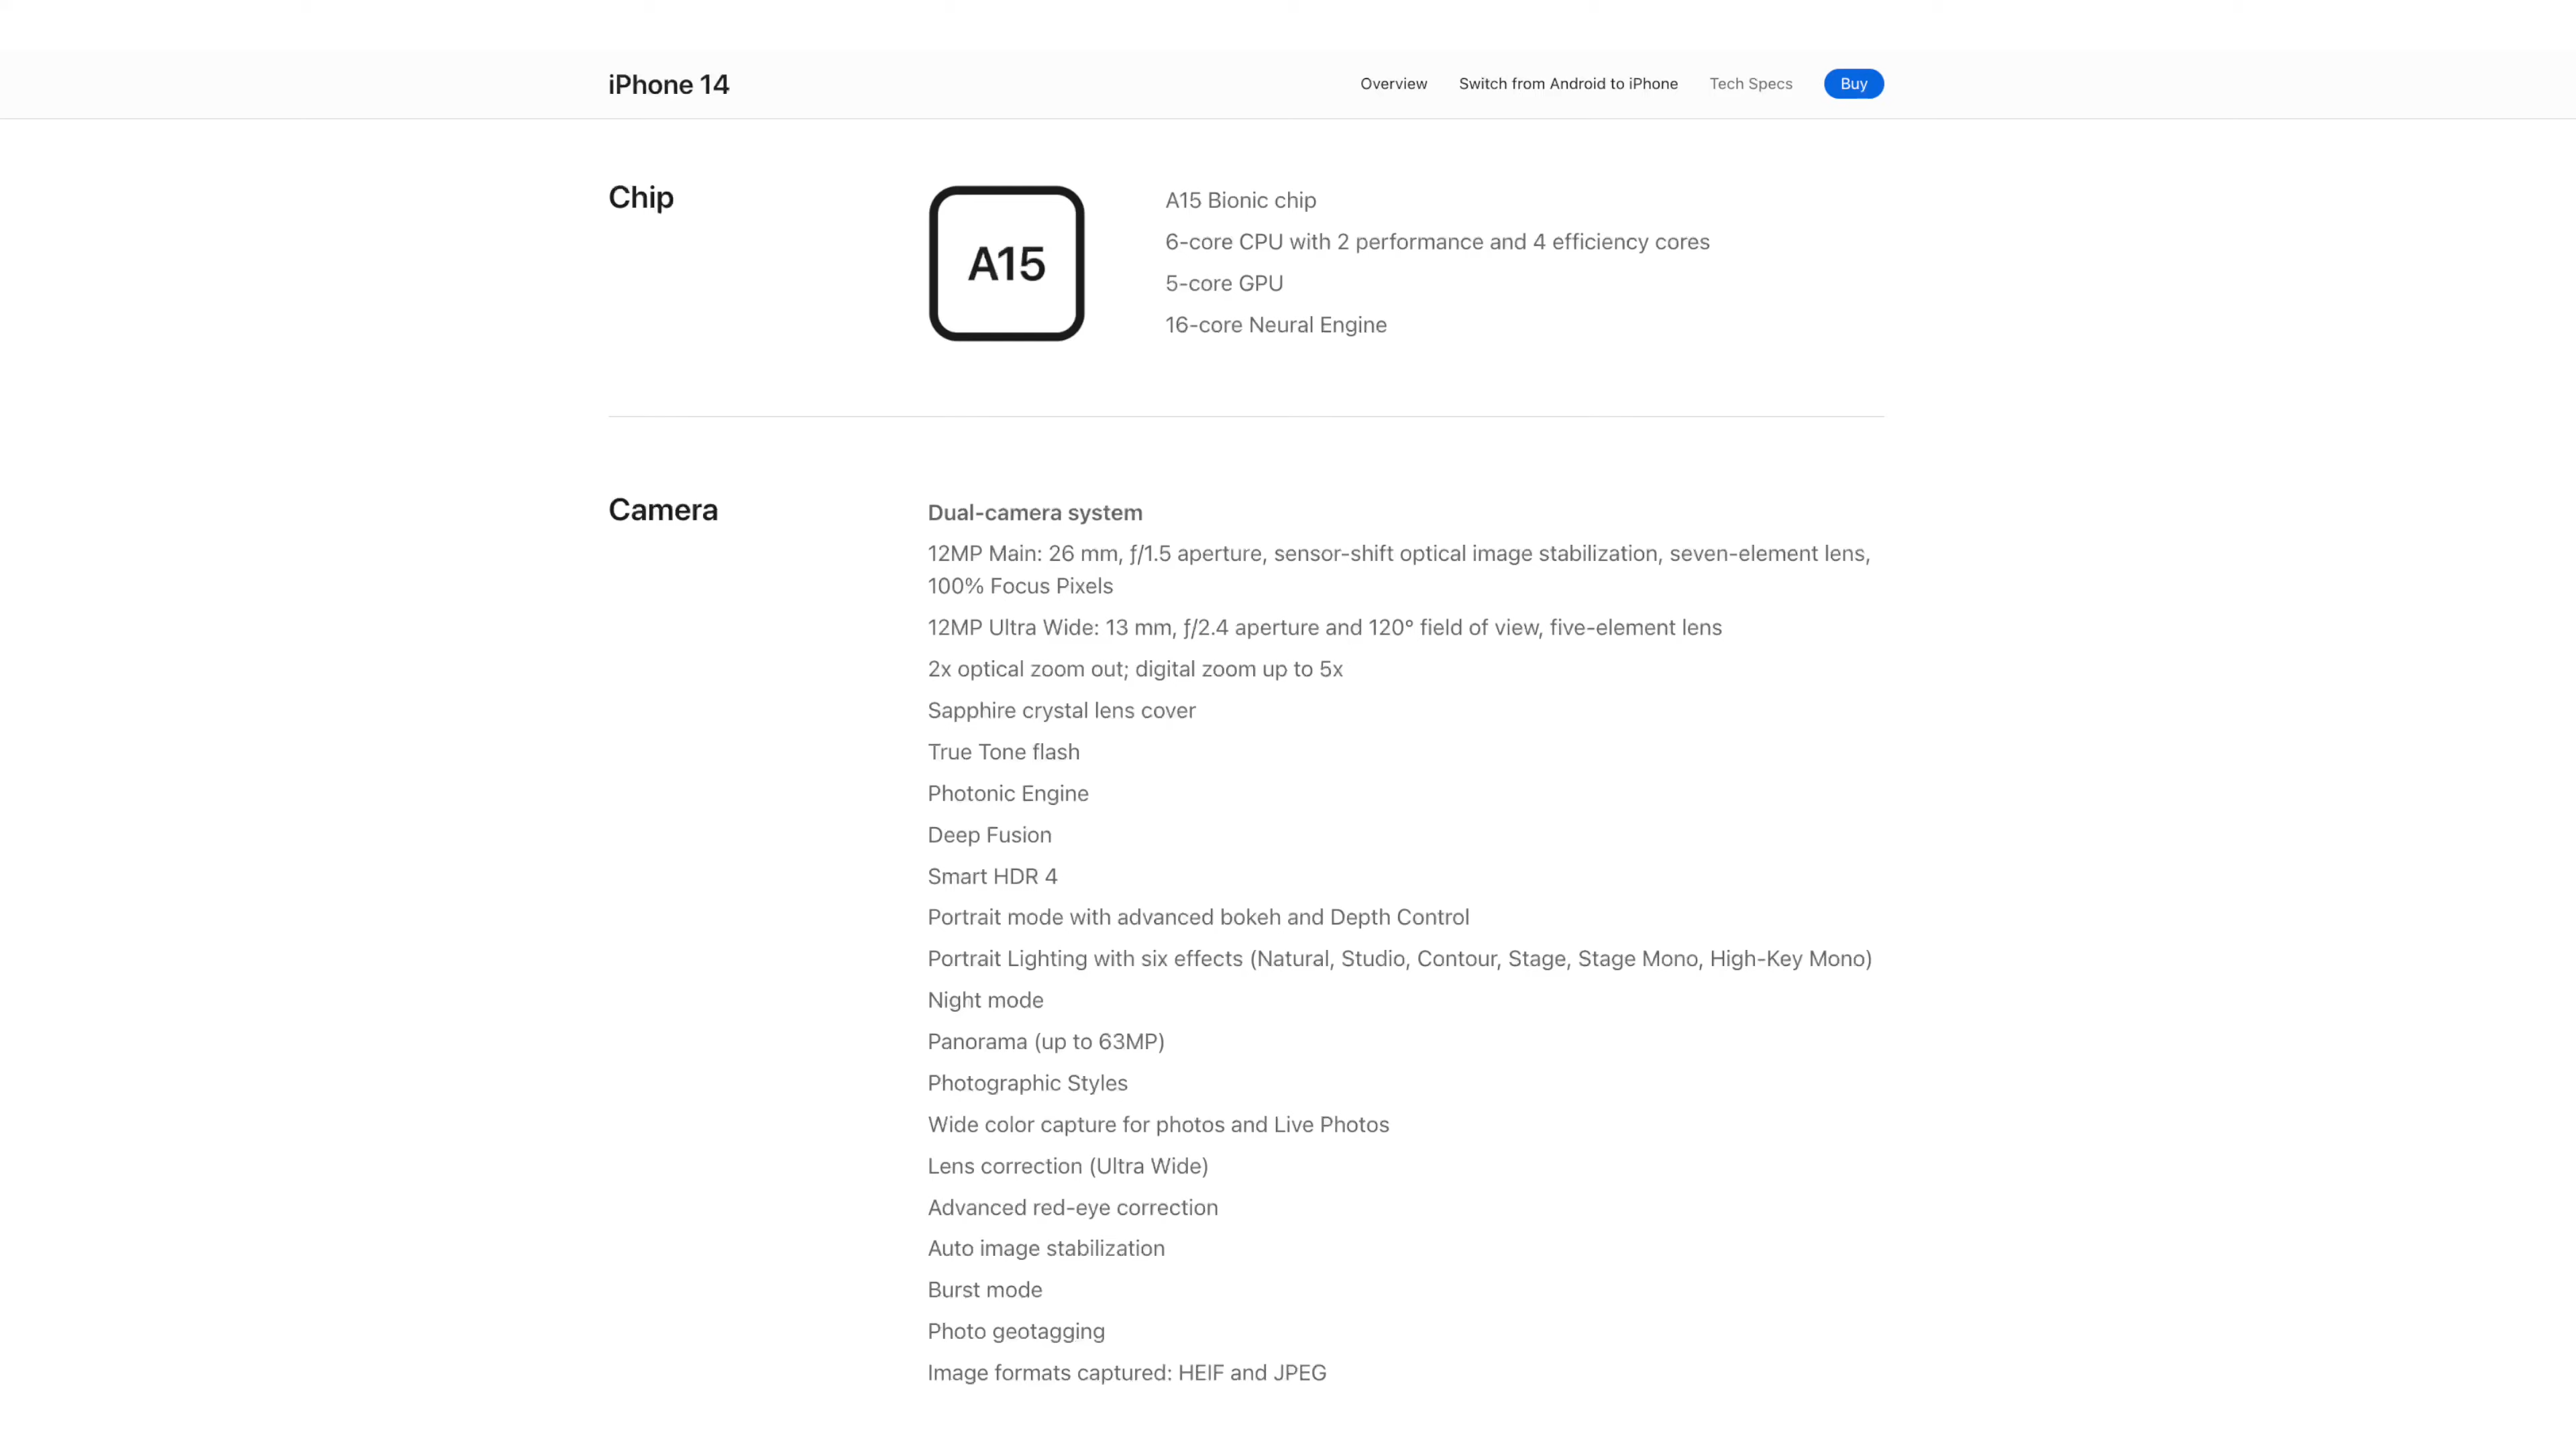 iPhone 14
Overview
Switch from Android to iPhone
Tech Specs
Buy
Chip
A15
A15 Bionic chip
6-core CPU with 2 performance and 4 efficiency cores
5-core GPU
16-core Neural Engine
Camera
Dual-camera system
12MP Main: 26 mm, ƒ/1.5 aperture, sensor-shift optical image stabilization, seven-element lens,
100% Focus Pixels
12MP Ultra Wide: 13 mm, ƒ/2.4 aperture and 120° field of view, five-element lens
2x optical zoom out; digital zoom up to 5x
Sapphire crystal lens cover
True Tone flash
Photonic Engine
Deep Fusion
Smart HDR 4
Portrait mode with advanced bokeh and Depth Control
Portrait Lighting with six effects (Natural, Studio, Contour, Stage, Stage Mono, High-Key Mono)
Night mode
Panorama (up to 63MP)
Photographic Styles
Wide color capture for photos and Live Photos
Lens correction (Ultra Wide)
Advanced red-eye correction
Auto image stabilization
Burst mode
Photo geotagging
Image formats captured: HEIF and JPEG